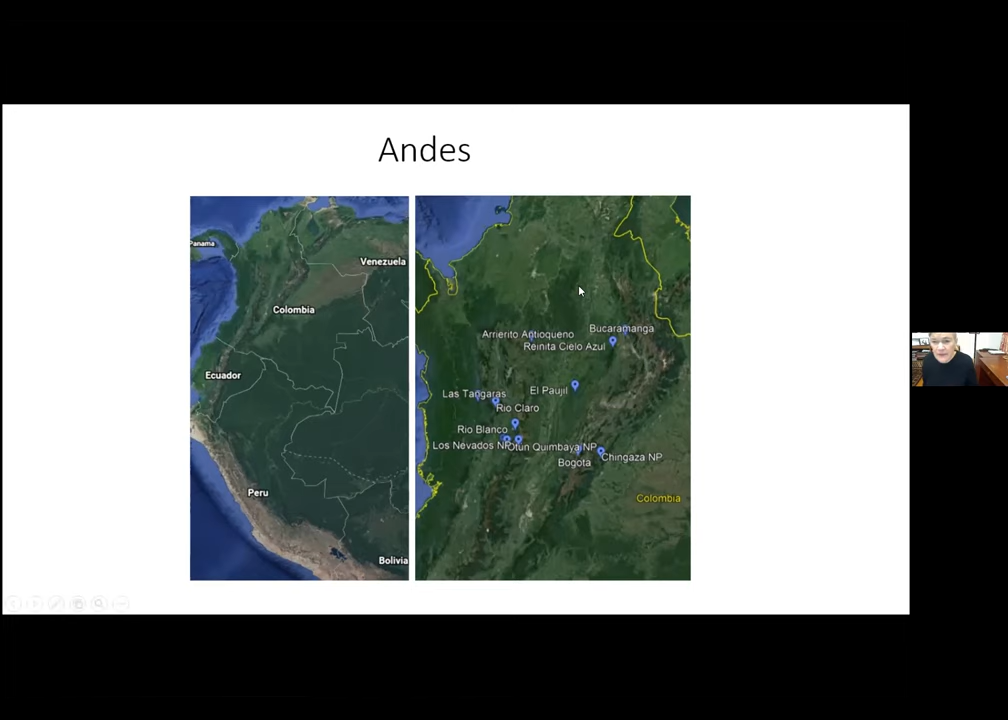 Andes
Panama
Venezuela
Colombia
Ecuador
Peru
Bolivia
Bucaramanga
Arrierito Antioqueno
Reinita Cielo Azul
El Paujil
Las Tangaras
Rio Claro
Rio Blanco
Los Nevados NP
Otun Quimbaya NP
Chingaza NP
Bogota
Colombia